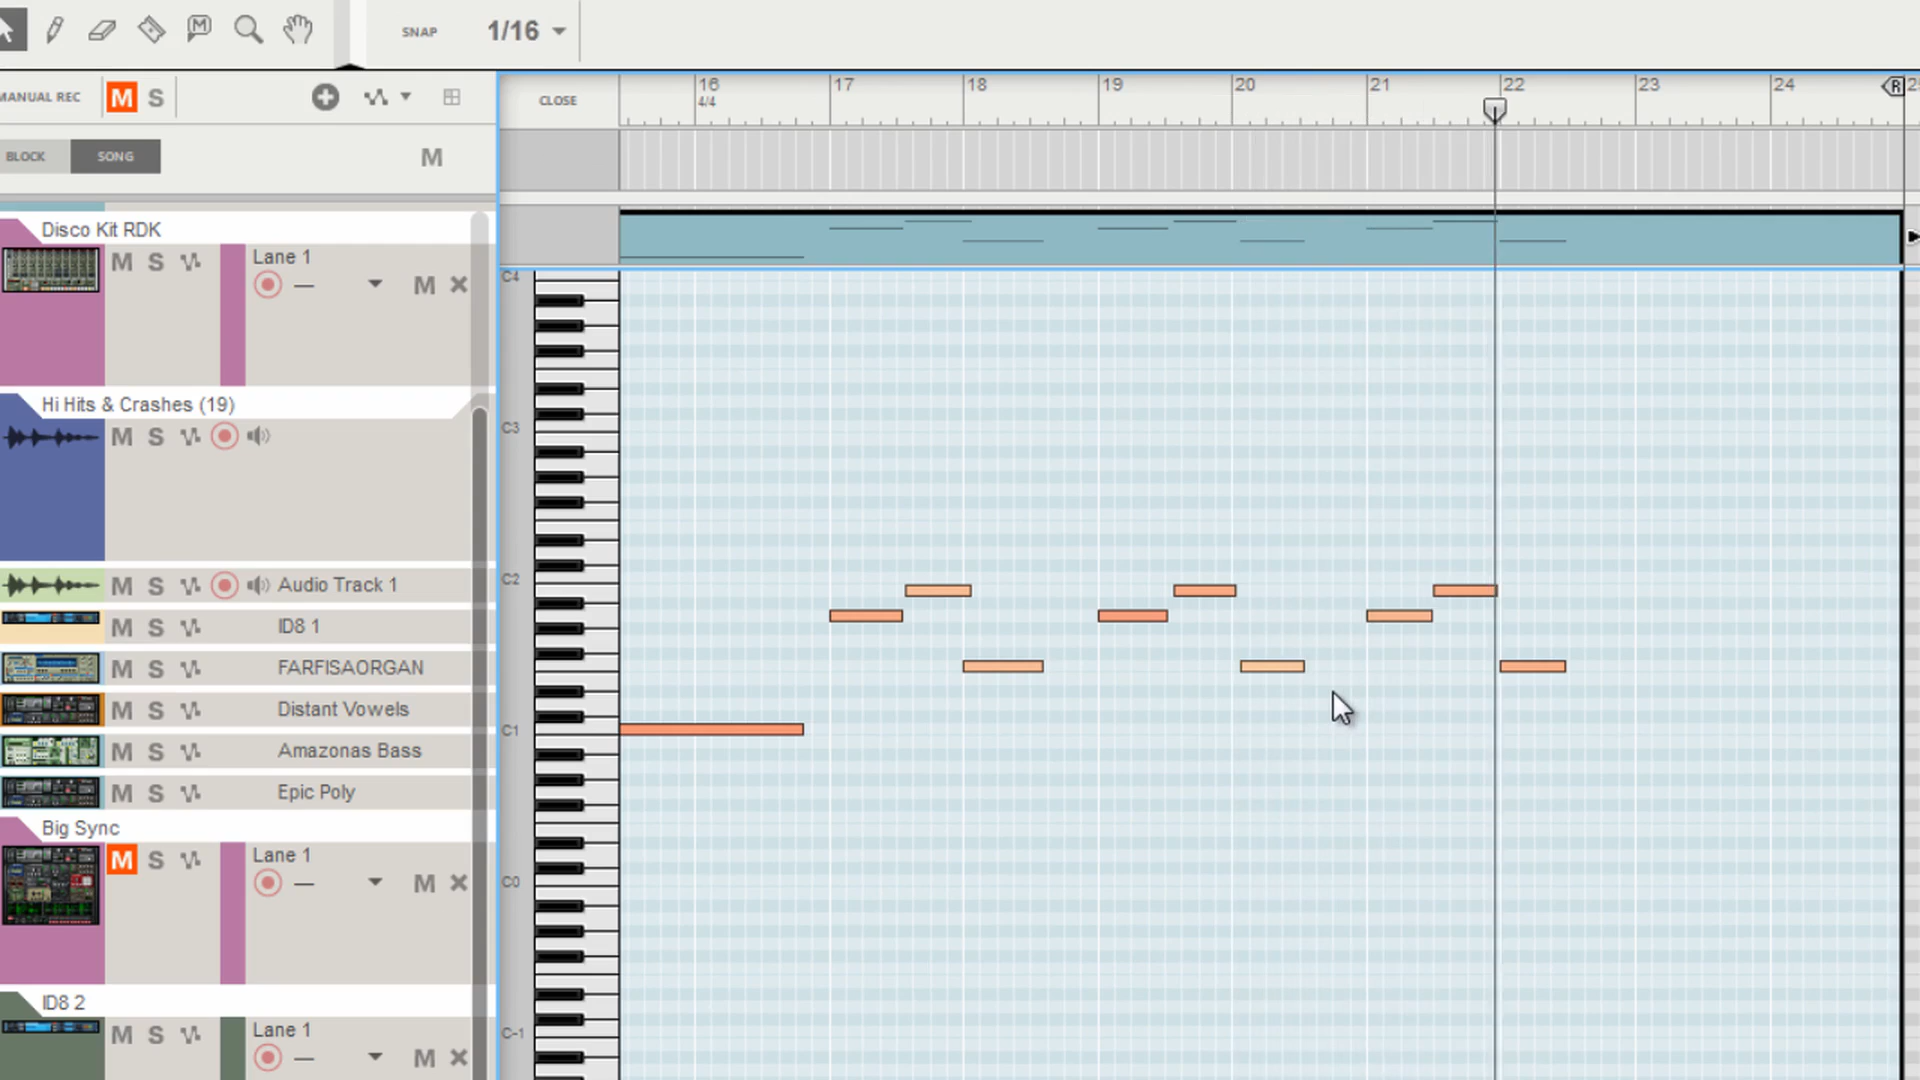 SNAP 1/16
MANUAL REC M S
CLOSE
16 17 18 19 20 21 22 23 24
4/4
R
BLOCK SONG M
Disco Kit RDK
M S Lane 1
M
Hi Hits & Crashes (19)
M S
M S Audio Track 1
M S ID8 1
M S FARFISAORGAN
M S Distant Vowels
M S Amazonas Bass
M S Epic Poly
Big Sync
M S Lane 1
M
ID8 2
M S Lane 1
M
C4
C3
C2
C1
C0
C-1